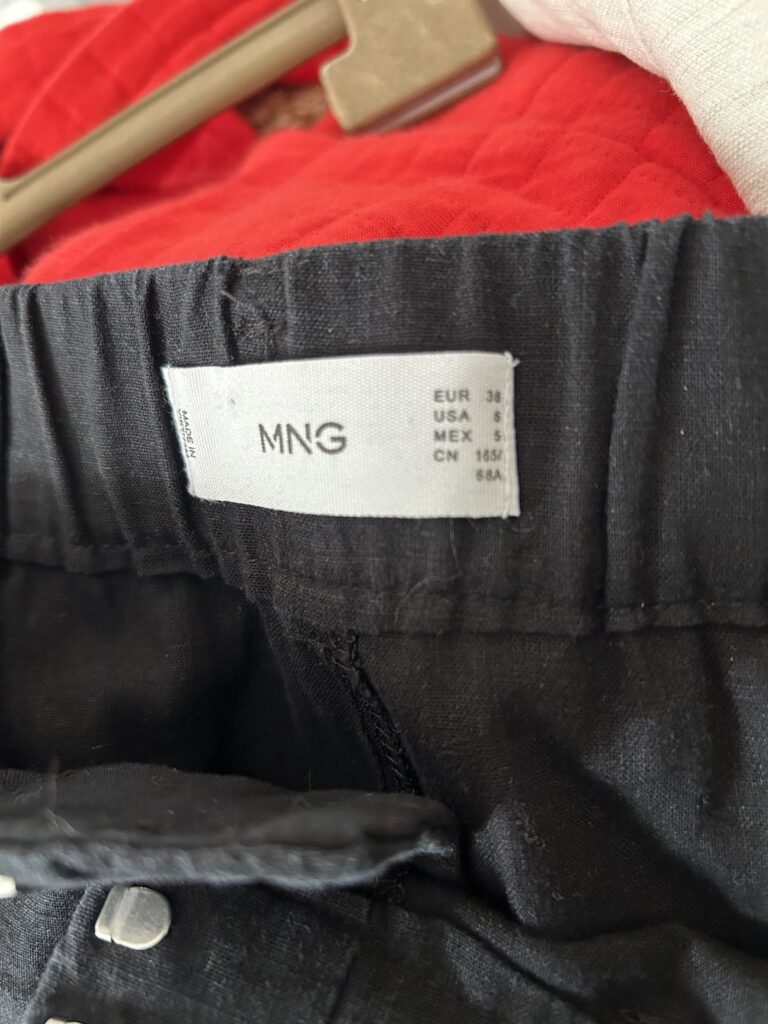 MADE IN
MNG
EUR 38
USA 6
MEX 5
CN 165/
68A